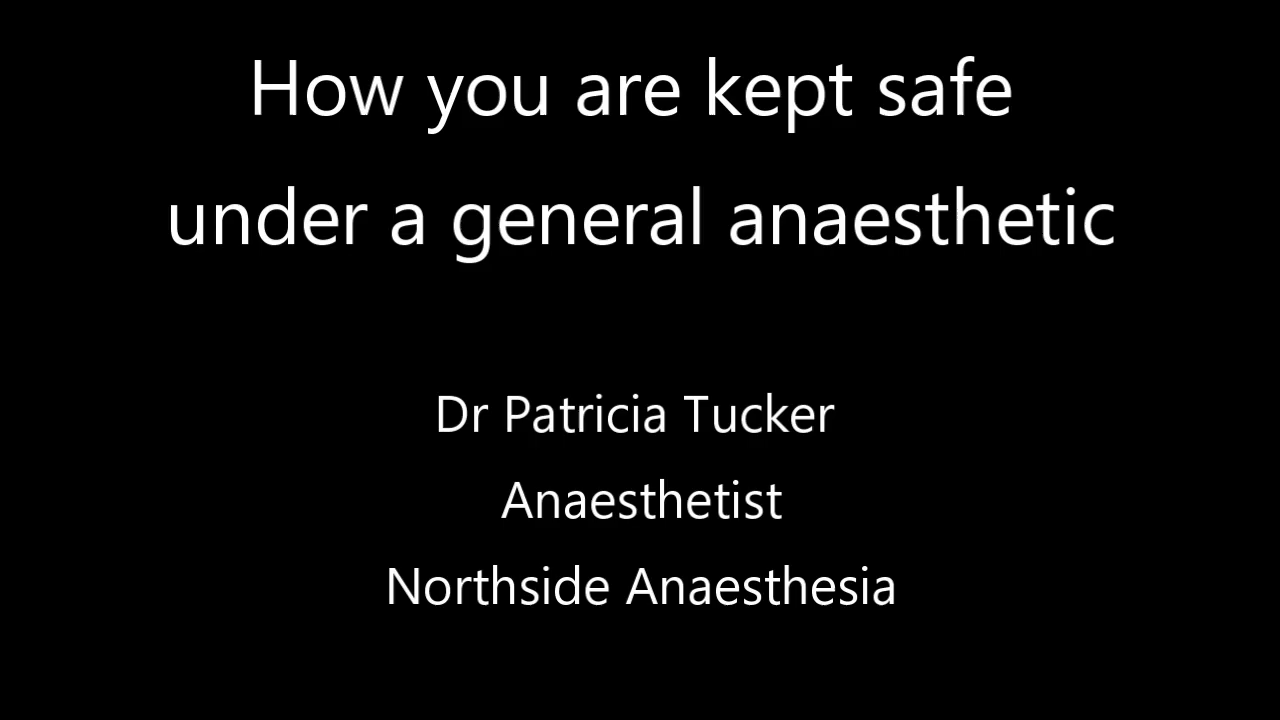 How you are kept safe
under a general anaesthetic
Dr Patricia Tucker
Anaesthetist
Northside Anaesthesia